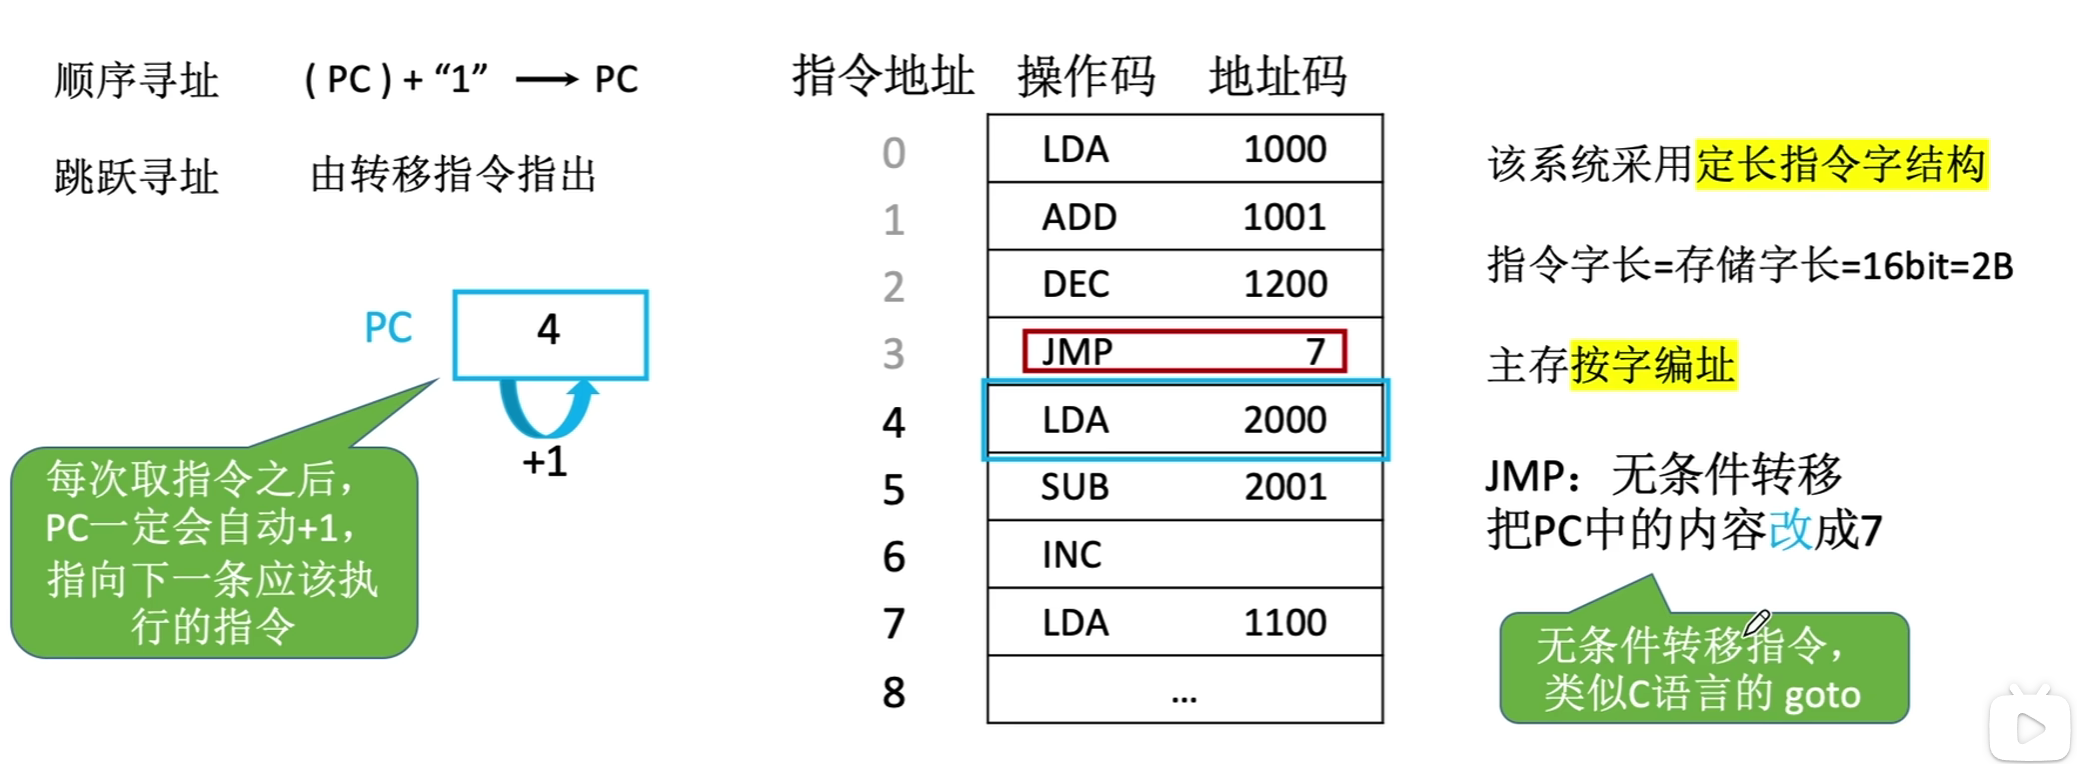 顺序寻址 ( PC ) + “1” ⟶ PC
跳跃寻址 由转移指令指出
PC 4
+1
每次取指令之后,
PC一定会自动+1,
指向下一条应该执
行的指令
指令地址 操作码 地址码
0 LDA 1000
1 ADD 1001
2 DEC 1200
3 JMP 7
4 LDA 2000
5 SUB 2001
6 INC
7 LDA 1100
8 ...
该系统采用定长指令字结构
指令字长=存储字长=16bit=2B
主存按字编址
JMP：无条件转移
把PC中的内容改成7
无条件转移指令，
类似C语言的 goto